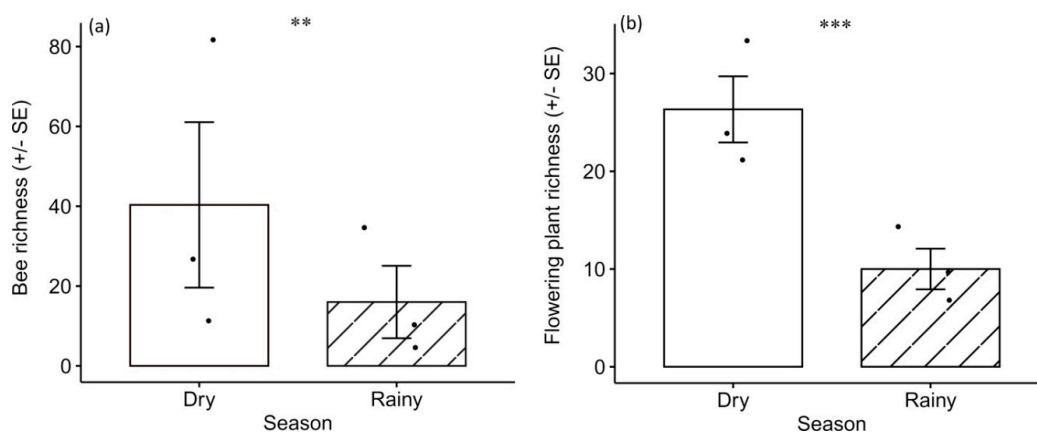 (a)
**
Bee richness (+/- SE)
80
60
40
20
0
Dry
Rainy
Season
(b)
***
Flowering plant richness (+/- SE)
30
20
10
0
Dry
Rainy
Season